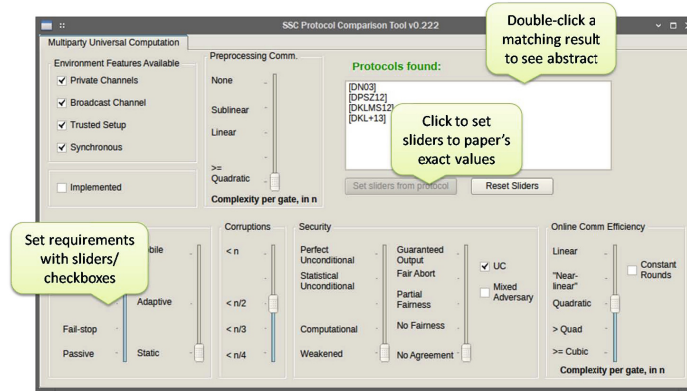 SSC Protocol Comparison Tool v0.222
Multiparty Universal Computation
Environment Features Available
Private Channels
Broadcast Channel
Trusted Setup
Synchronous
Implemented
Preprocessing Comm.
None
Sublinear
Linear
>=
Quadratic
Complexity per gate, in n
Protocols found:
[DN03]
[DPSZ12]
[DKLMS12]
[DKL+13]
Double-click a
matching result
to see abstract
Click to set
sliders to paper's
exact values
Set sliders from protocol
Reset Sliders
Set requirements
with sliders/
checkboxes
Fail-stop
Passive
Adaptive
Static
Corruptions
< n
< n/2
< n/3
< n/4
Security
Perfect
Unconditional
Statistical
Unconditional
Computational
Weakened
Guaranteed
Output
Fair Abort
Partial
Fairness
No Fairness
No Agreement
UC
Mixed
Adversary
Online Comm Efficiency
Linear
"Near-
linear"
Quadratic
> Quad
>= Cubic
Constant
Rounds
Complexity per gate, in n